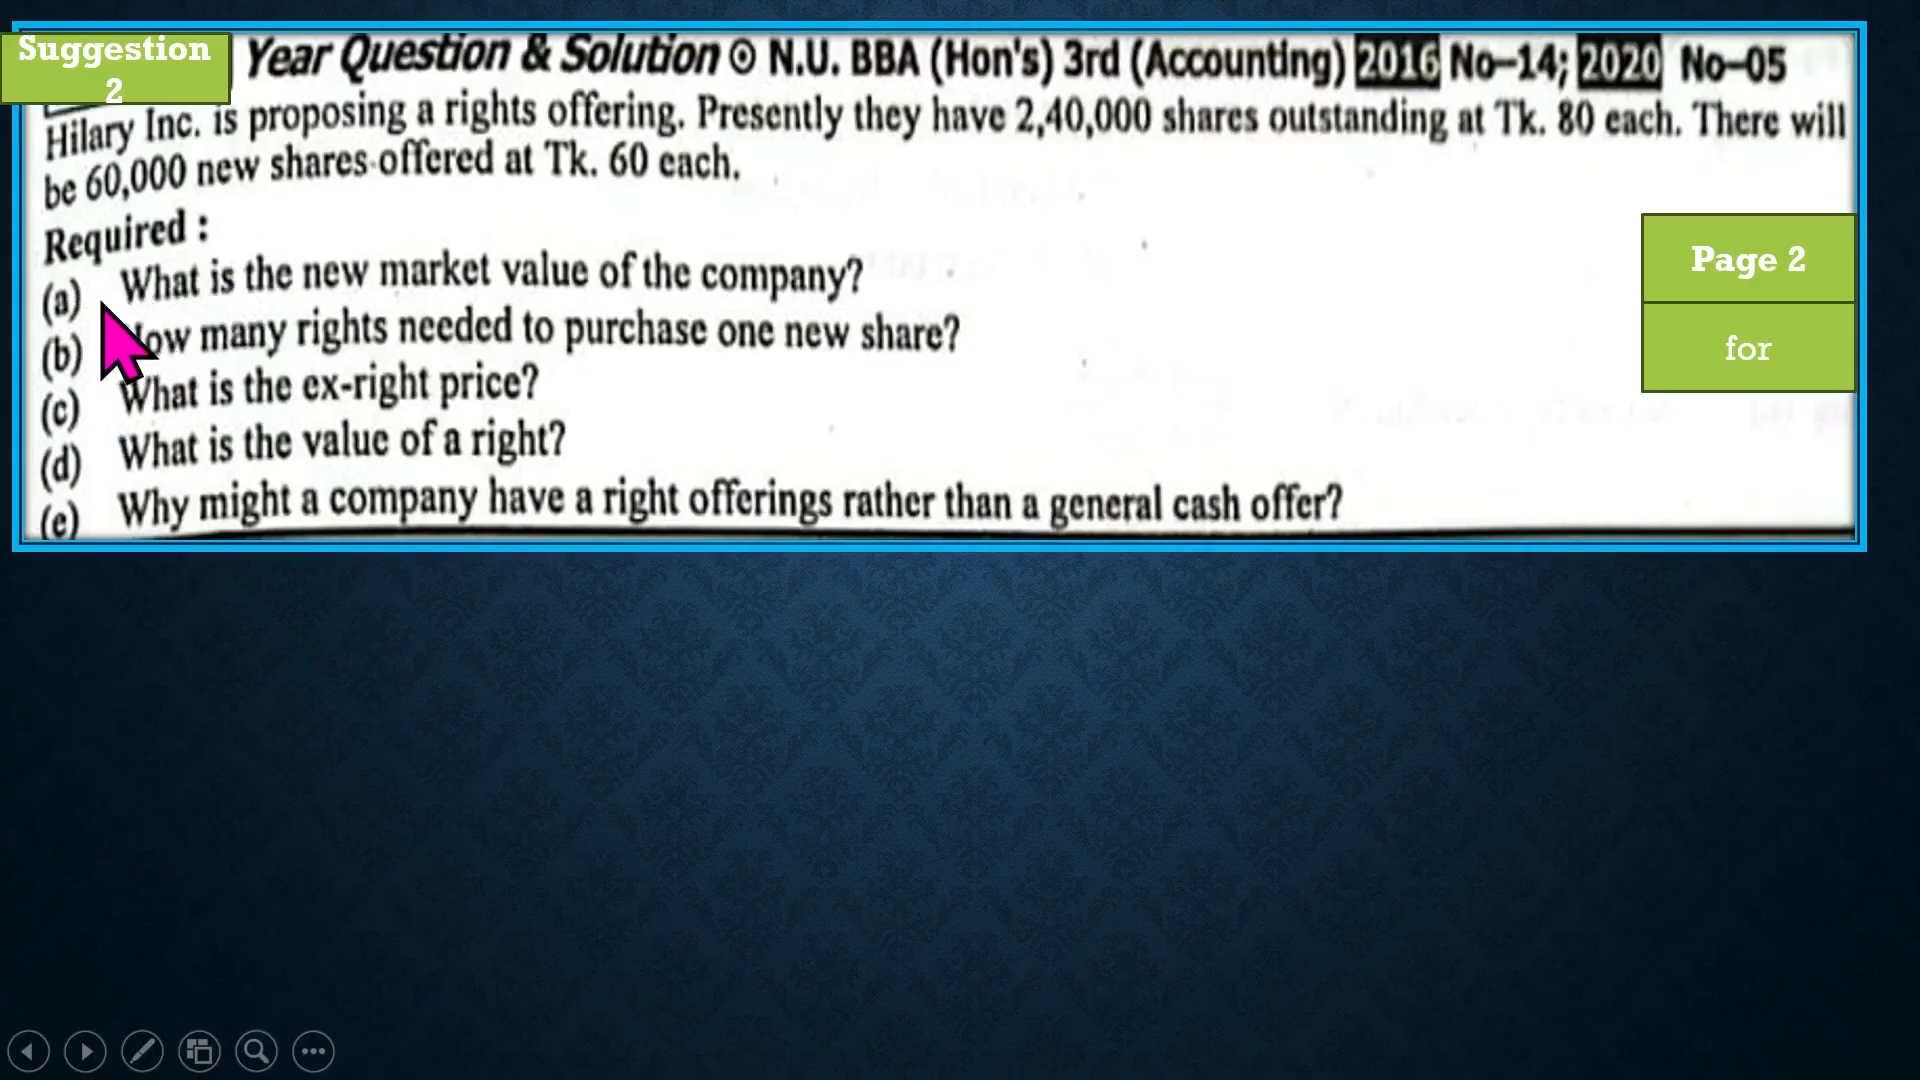 Suggestion
2
Year Question & Solution ⊙ N.U. BBA (Hon's) 3rd (Accounting) 2016 No–14; 2020 No–05
Hilary Inc. is proposing a rights offering. Presently they have 2,40,000 shares outstanding at Tk. 80 each. There will
be 60,000 new shares offered at Tk. 60 each.
Required :
(a) What is the new market value of the company?
(b) How many rights needed to purchase one new share?
(c) What is the ex-right price?
(d) What is the value of a right?
(e) Why might a company have a right offerings rather than a general cash offer?
Page 2
for